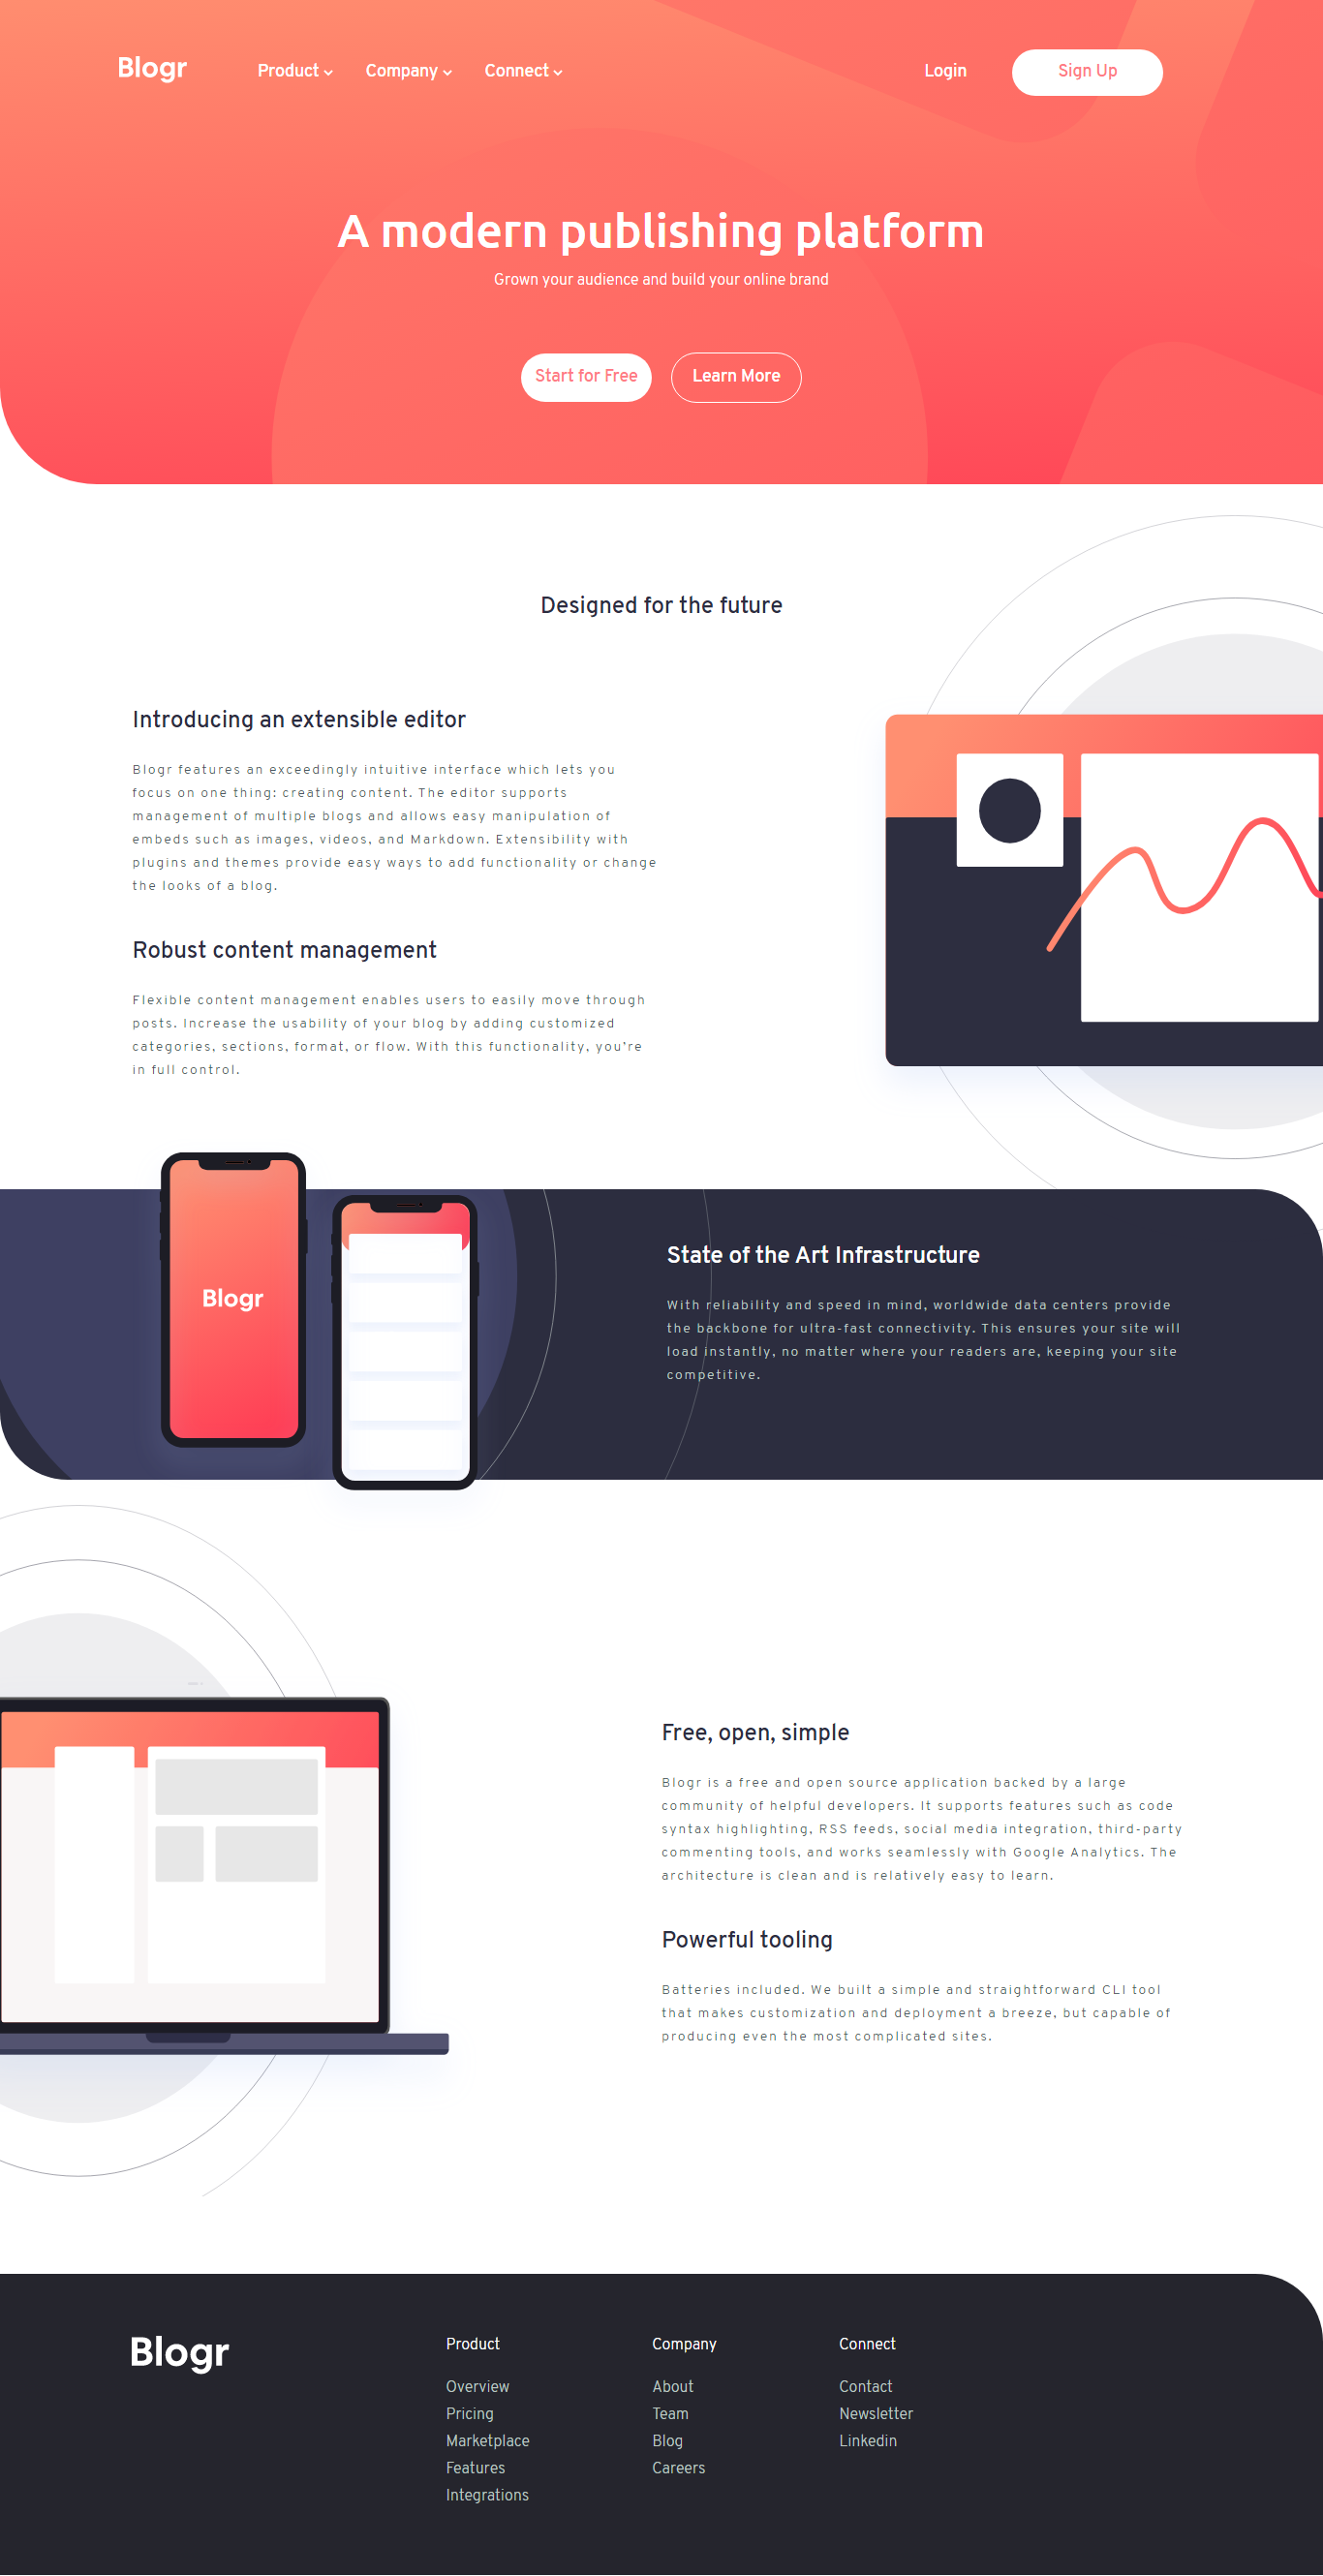 Blogr Product Company Connect Login Sign Up
A modern publishing platform
Grown your audience and build your online brand
Start for Free Learn More
Designed for the future
Introducing an extensible editor
Blogr features an exceedingly intuitive interface which lets you
focus on one thing: creating content. The editor supports
management of multiple blogs and allows easy manipulation of
embeds such as images, videos, and Markdown. Extensibility with
plugins and themes provide easy ways to add functionality or change
the looks of a blog.
Robust content management
Flexible content management enables users to easily move through
posts. Increase the usability of your blog by adding customized
categories, sections, format, or flow. With this functionality, you’re
in full control.
Blogr
State of the Art Infrastructure
With reliability and speed in mind, worldwide data centers provide
the backbone for ultra-fast connectivity. This ensures your site will
load instantly, no matter where your readers are, keeping your site
competitive.
Free, open, simple
Blogr is a free and open source application backed by a large
community of helpful developers. It supports features such as code
syntax highlighting, RSS feeds, social media integration, third-party
commenting tools, and works seamlessly with Google Analytics. The
architecture is clean and is relatively easy to learn.
Powerful tooling
Batteries included. We built a simple and straightforward CLI tool
that makes customization and deployment a breeze, but capable of
producing even the most complicated sites.
Blogr
Product
Overview
Pricing
Marketplace
Features
Integrations
Company
About
Team
Blog
Careers
Connect
Contact
Newsletter
Linkedin